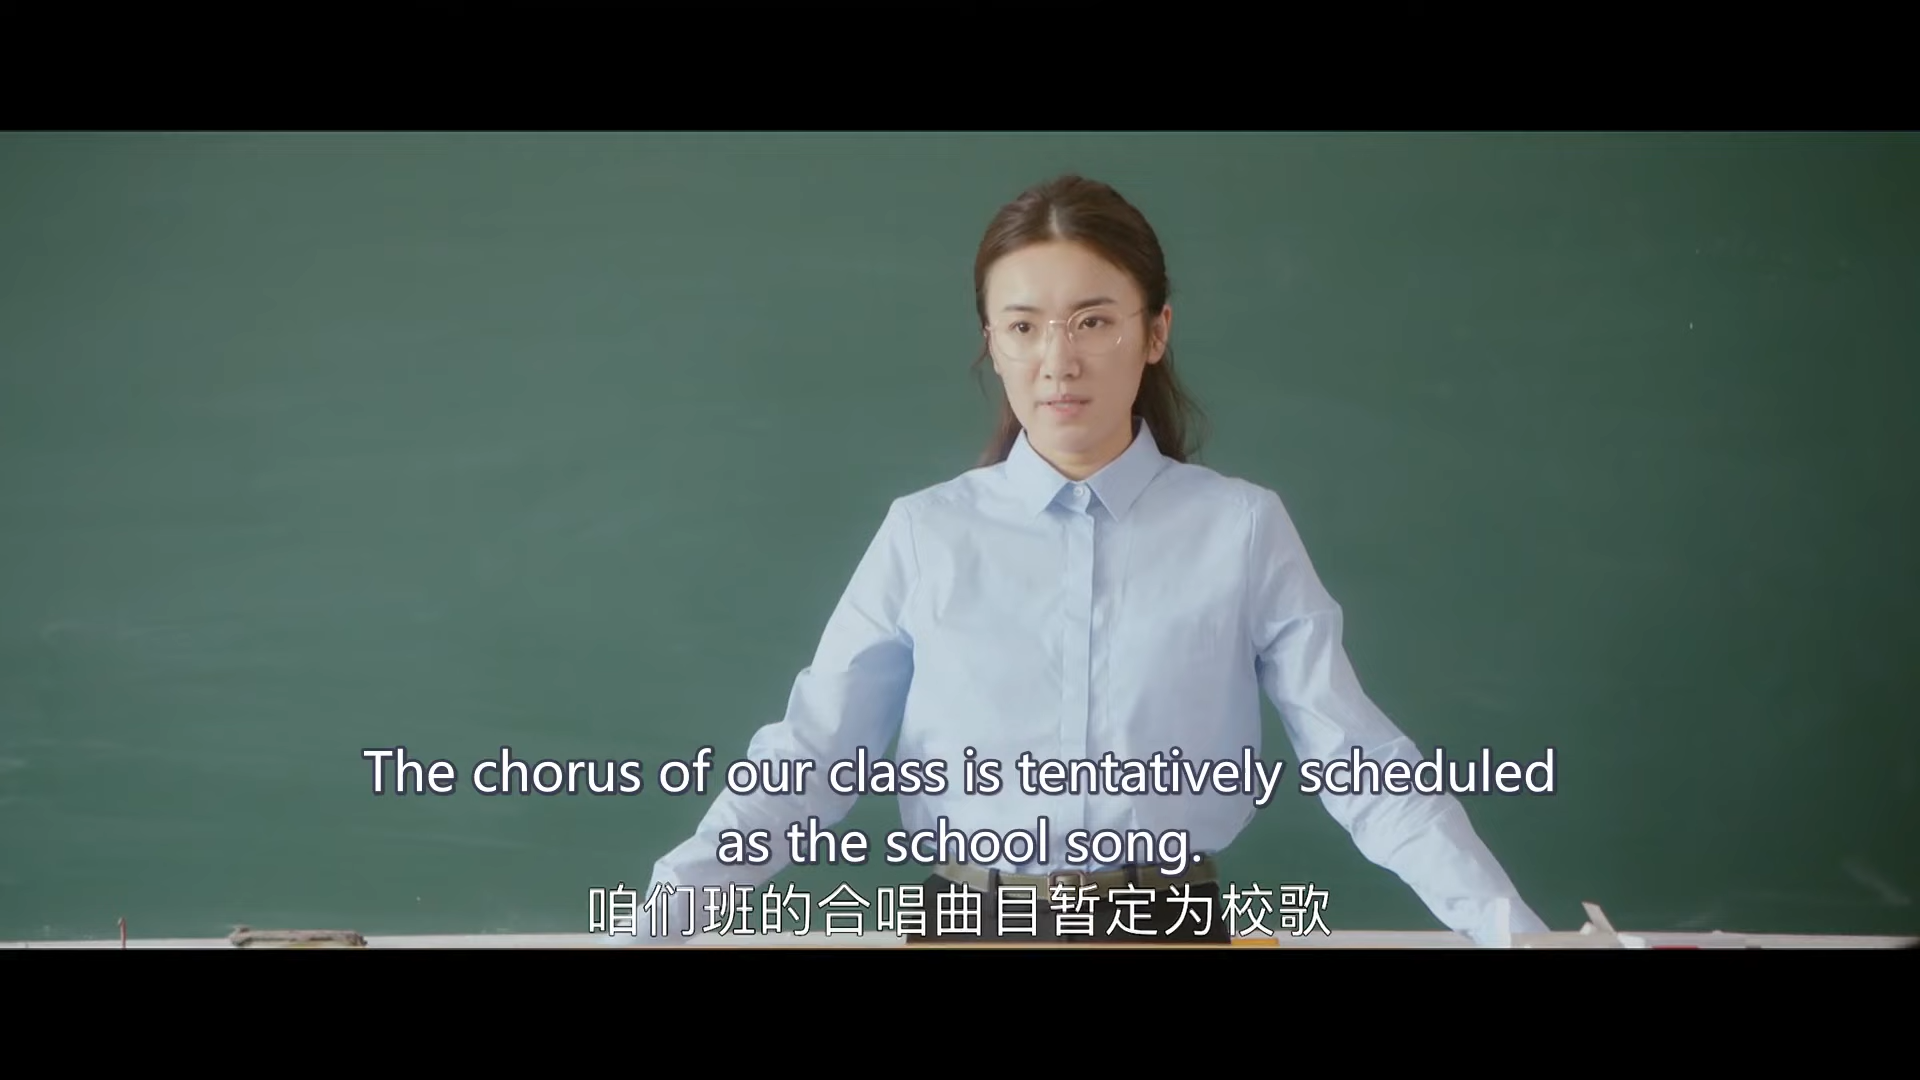 The chorus of our class is tentatively scheduled
as the school song.
咱们班的合唱曲目暂定为校歌